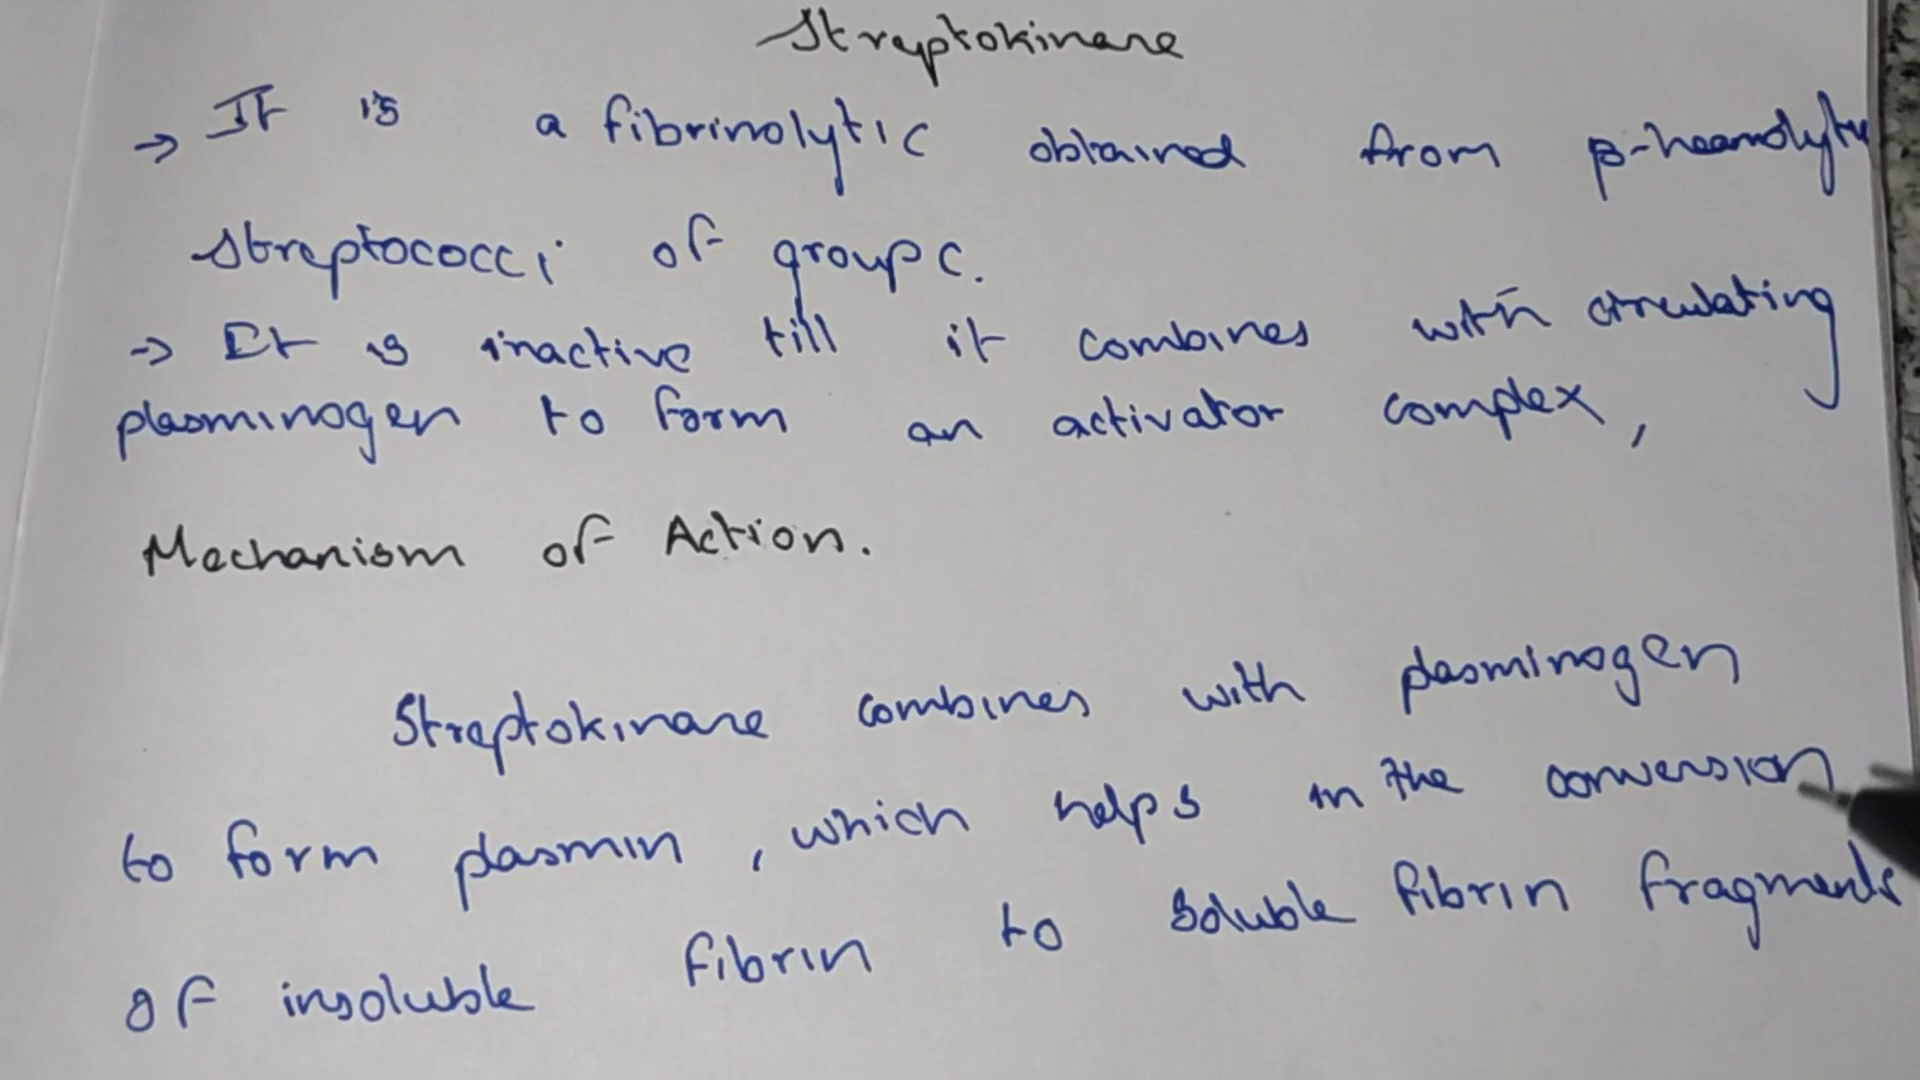 Streptokinase
→ It is a fibrinolytic obtained from β-heamolytic
streptococci of group c.
→ It is inactive till it combines with circulating
plasminogen to form an activator complex,
Mechanism of Action.
Streptokinase combines with plasminogen
to form plasmin, which helps in the conversion
of insoluble fibrin to soluble fibrin fragments